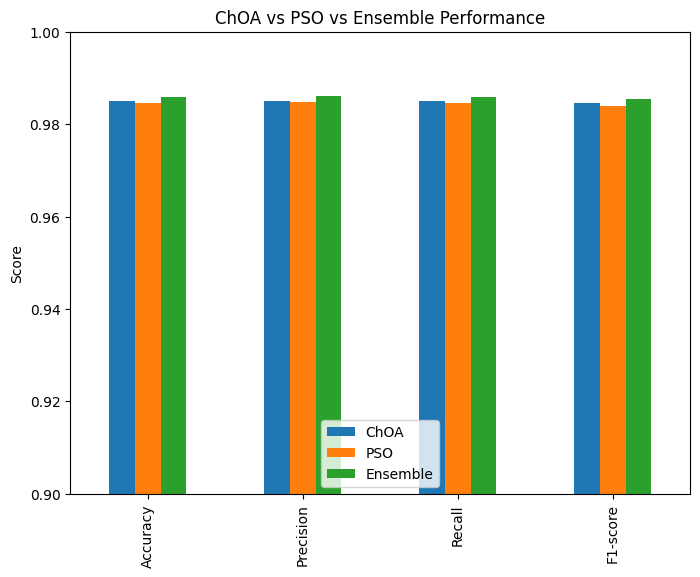 ChOA vs PSO vs Ensemble Performance
Score
1.00
0.98
0.96
0.94
0.92
0.90
ChOA
PSO
Ensemble
Accuracy
Precision
Recall
F1-score